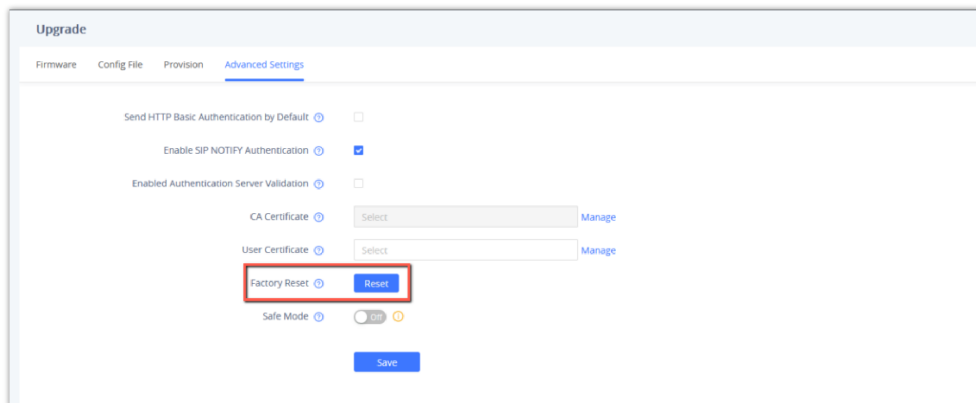 Upgrade
Firmware Config File Provision Advanced Settings
Send HTTP Basic Authentication by Default
Enable SIP NOTIFY Authentication
Enabled Authentication Server Validation
CA Certificate Select Manage
User Certificate Select Manage
Factory Reset Reset
Safe Mode Off
Save